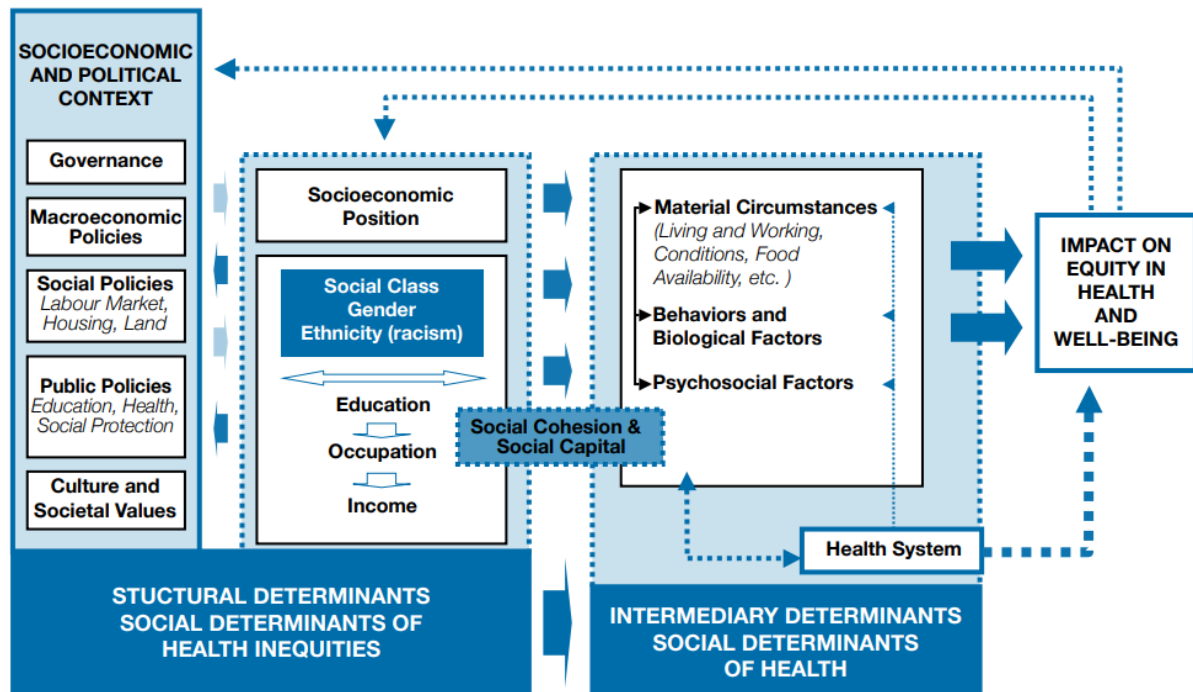 SOCIOECONOMIC
AND POLITICAL
CONTEXT
Governance
Macroeconomic
Policies
Social Policies
Labour Market,
Housing, Land
Public Policies
Education, Health,
Social Protection
Culture and
Societal Values
Socioeconomic
Position
Social Class
Gender
Ethnicity (racism)
Education
Occupation
Income
Social Cohesion &
Social Capital
Material Circumstances
(Living and Working,
Conditions, Food
Availability, etc. )
Behaviors and
Biological Factors
Psychosocial Factors
Health System
IMPACT ON
EQUITY IN
HEALTH
AND
WELL-BEING
STUCTURAL DETERMINANTS
SOCIAL DETERMINANTS OF
HEALTH INEQUITIES
INTERMEDIARY DETERMINANTS
SOCIAL DETERMINANTS
OF HEALTH